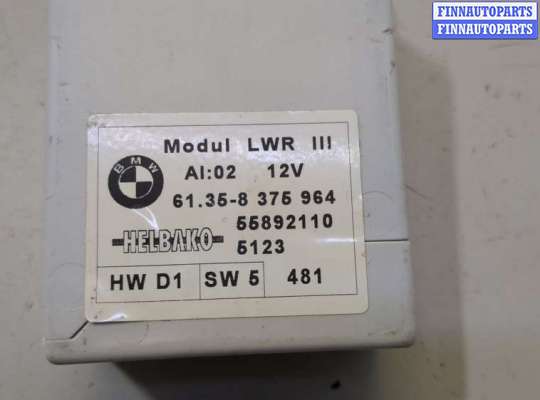 FINNAUTOPARTS
FINNAUTOPARTS
Modul LWR III
BMW
AI:02 12V
61.35-8 375 964
55892110
HELBAKO
5123
HW D1 SW 5 481